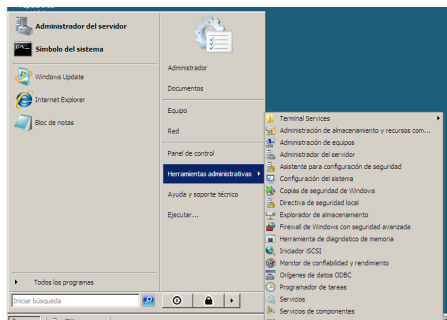 Administrador del servidor
Símbolo del sistema
Windows Update
Internet Explorer
Bloc de notas
Todos los programas
Iniciar búsqueda
Administrador
Documentos
Equipo
Red
Panel de control
Herramientas administrativas
Ayuda y soporte técnico
Ejecutar...
Terminal Services
Administración de almacenamiento y recursos com...
Administración de equipos
Administrador del servidor
Asistente para configuración de seguridad
Configuración del sistema
Copias de seguridad de Windows
Directiva de seguridad local
Explorador de almacenamiento
Firewall de Windows con seguridad avanzada
Herramienta de diagnóstico de memoria
Iniciador iSCSI
Monitor de confiabilidad y rendimiento
Orígenes de datos ODBC
Programador de tareas
Servicios
Servicios de componentes